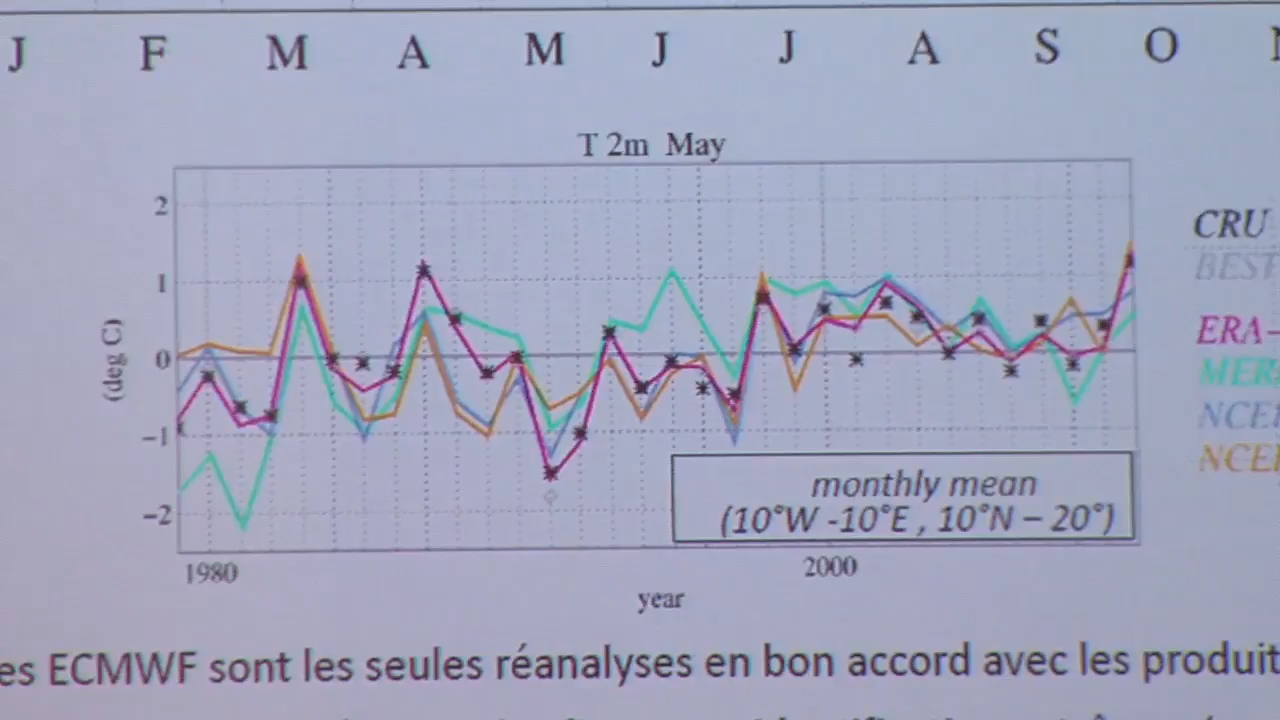 J F M A M J J A S O
T 2m May
2
1
0
−1
−2
(deg C)
1980
2000
year
monthly mean
(10°W -10°E , 10°N – 20°)
CRU
ERA-
es ECMWF sont les seules réanalyses en bon accord avec les produit